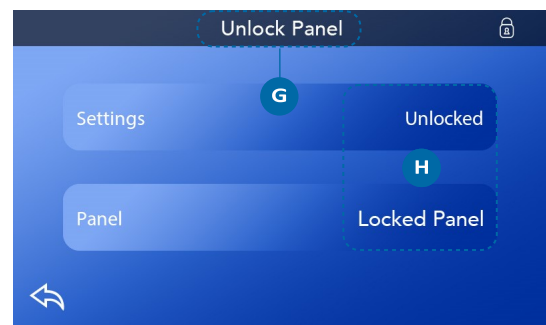 Unlock Panel
G
Settings Unlocked
H
Panel Locked Panel